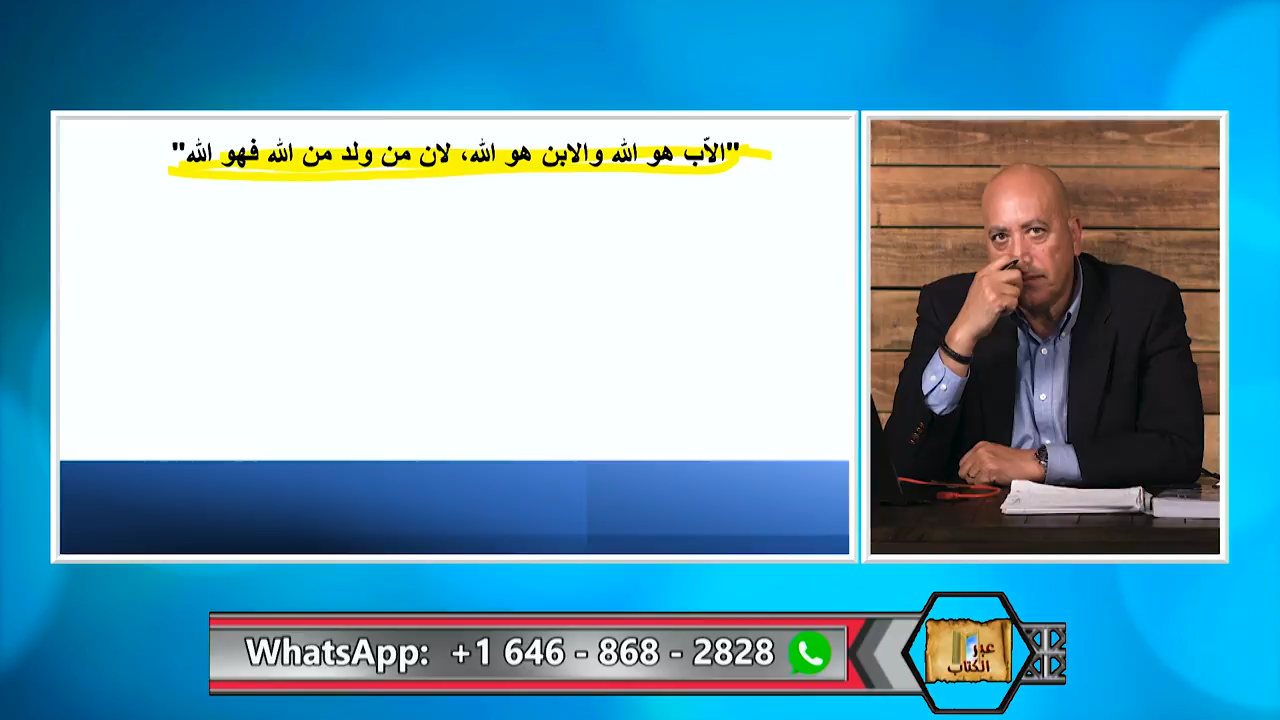 "الآب هو الله والابن هو الله، لان من ولد من الله فهو الله"
WhatsApp: +1 646 - 868 - 2828
عبر
الكتاب